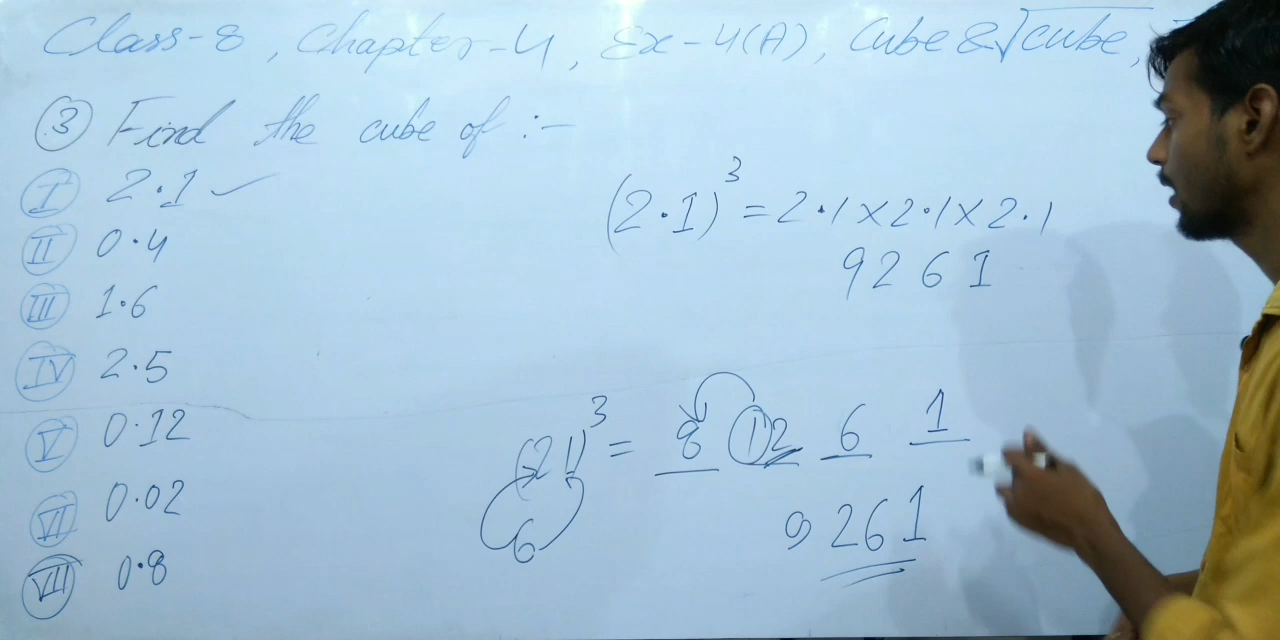 Class-8, Chapter-4, Ex-4(A), Cube & √cube,
③ Find the cube of :-
Ⓘ 2.1 ✓
(II) 0.4
(III) 1.6
(IV) 2.5
(V) 0.12
(VI) 0.02
(VII) 0.8
(2.1)³ = 2.1 × 2.1 × 2.1
9261
(21)³ = 8 12 6 1
6
9261